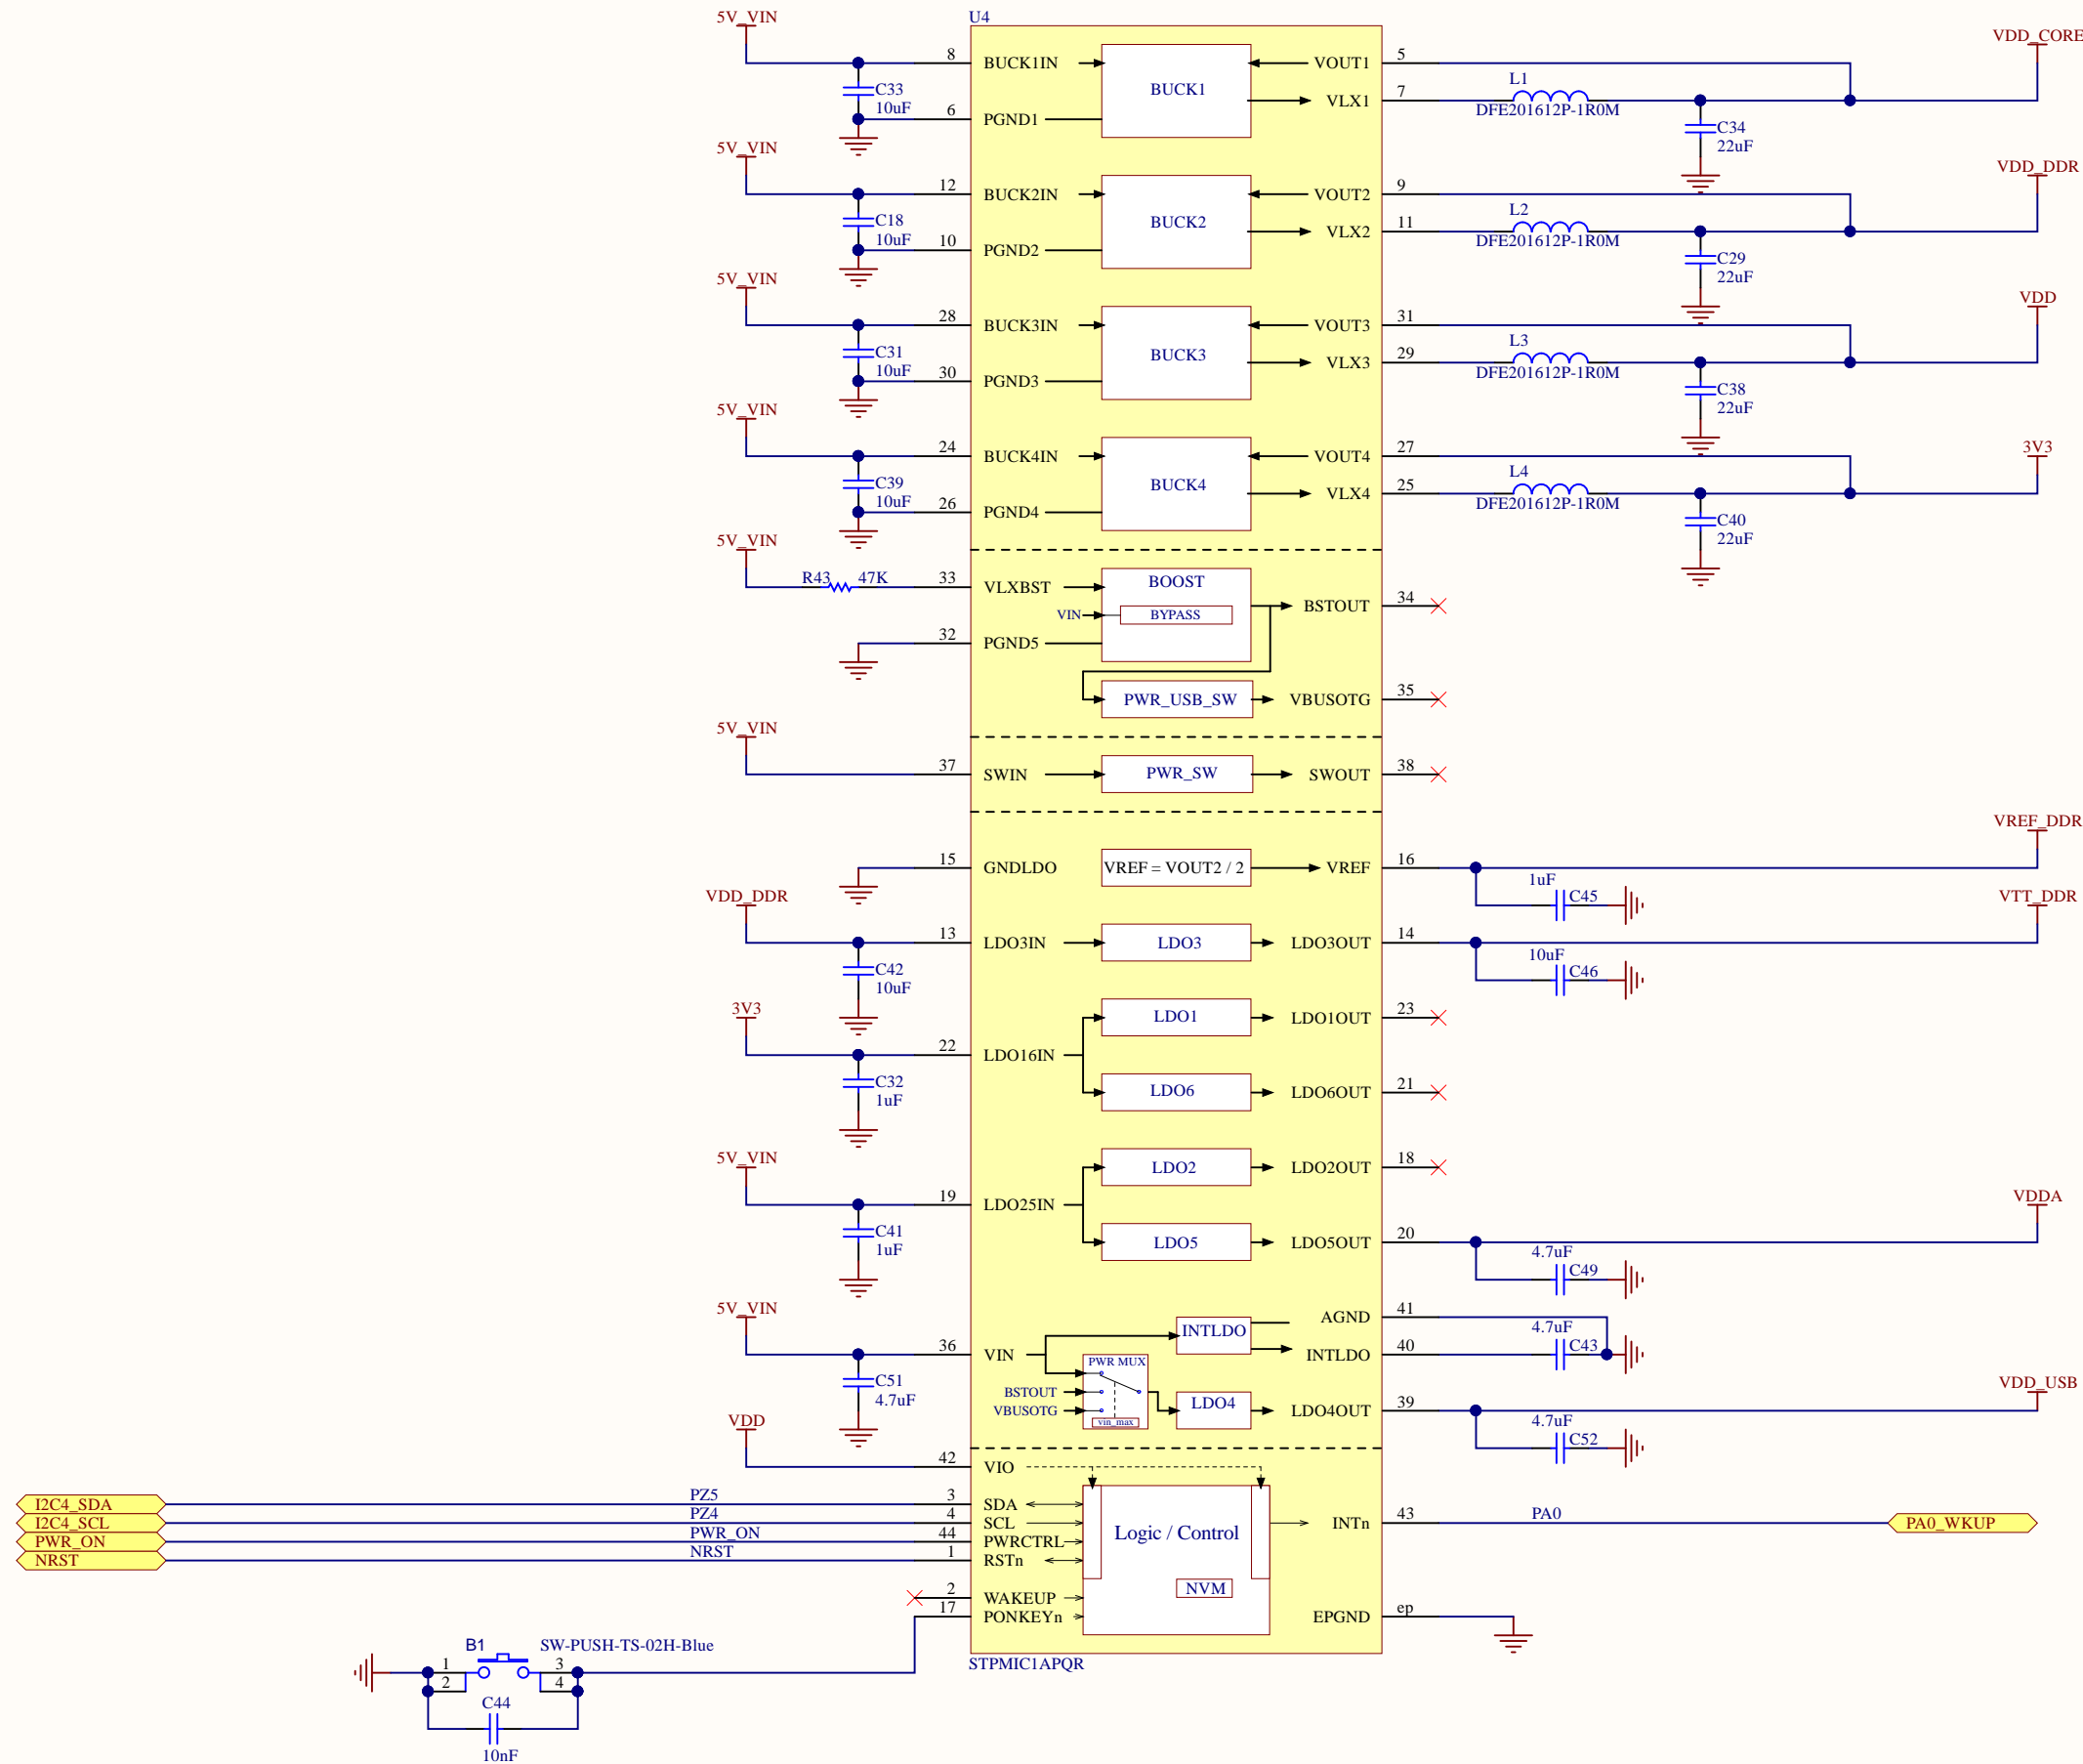 U4
5V_VIN
8 BUCK1IN
C33
10uF
6 PGND1
BUCK1
VOUT1 5
VLX1 7
L1
DFE201612P-1R0M
C34
22uF
VDD_CORE
5V_VIN
12 BUCK2IN
C18
10uF
10 PGND2
BUCK2
VOUT2 9
VLX2 11
L2
DFE201612P-1R0M
C29
22uF
VDD_DDR
5V_VIN
28 BUCK3IN
C31
10uF
30 PGND3
BUCK3
VOUT3 31
VLX3 29
L3
DFE201612P-1R0M
C38
22uF
VDD
5V_VIN
24 BUCK4IN
C39
10uF
26 PGND4
BUCK4
VOUT4 27
VLX4 25
L4
DFE201612P-1R0M
C40
22uF
3V3
5V_VIN
R43 47K
33 VLXBST
BOOST
VIN
BYPASS
BSTOUT 34
32 PGND5
PWR_USB_SW
VBUSOTG 35
5V_VIN
37 SWIN
PWR_SW
SWOUT 38
15 GNDLDO
VREF = VOUT2 / 2
VREF 16
1uF
C45
VREF_DDR
VDD_DDR
13 LDO3IN
C42
10uF
LDO3
LDO3OUT 14
10uF
C46
VTT_DDR
3V3
22 LDO16IN
C32
1uF
LDO1
LDO1OUT 23
LDO6
LDO6OUT 21
5V_VIN
19 LDO25IN
C41
1uF
LDO2
LDO2OUT 18
LDO5
LDO5OUT 20
4.7uF
C49
VDDA
5V_VIN
36 VIN
C51
4.7uF
INTLDO
AGND 41
INTLDO 40
4.7uF
C43
PWR MUX
BSTOUT
VBUSOTG
vin_max
LDO4
LDO4OUT 39
4.7uF
C52
VDD_USB
VDD
42 VIO
I2C4_SDA PZ5 3 SDA
I2C4_SCL PZ4 4 SCL
PWR_ON PWR_ON 44 PWRCTRL
NRST NRST 1 RSTn
Logic / Control
NVM
INTn 43 PA0 PA0_WKUP
2 WAKEUP
17 PONKEYn
EPGND ep
STPMIC1APQR
B1 SW-PUSH-TS-02H-Blue
1 3
2 4
C44
10nF